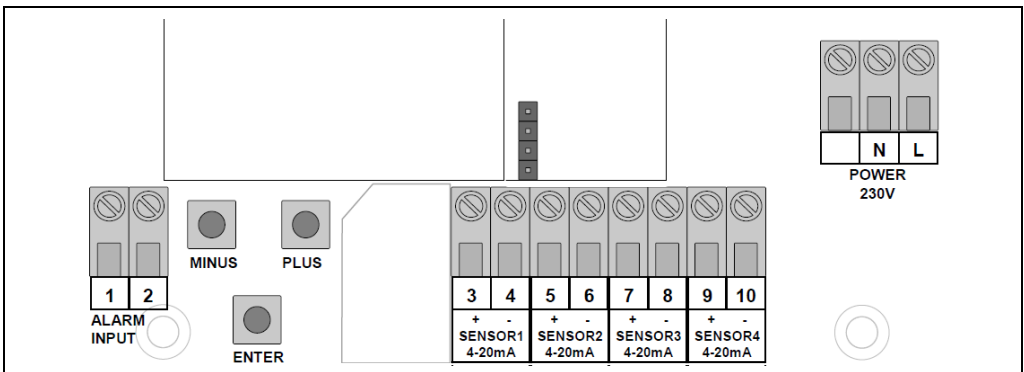 N L
POWER
230V
MINUS PLUS
1 2
ALARM
INPUT
ENTER
3 4 5 6 7 8 9 10
+ - + - + - + -
SENSOR1 SENSOR2 SENSOR3 SENSOR4
4-20mA 4-20mA 4-20mA 4-20mA